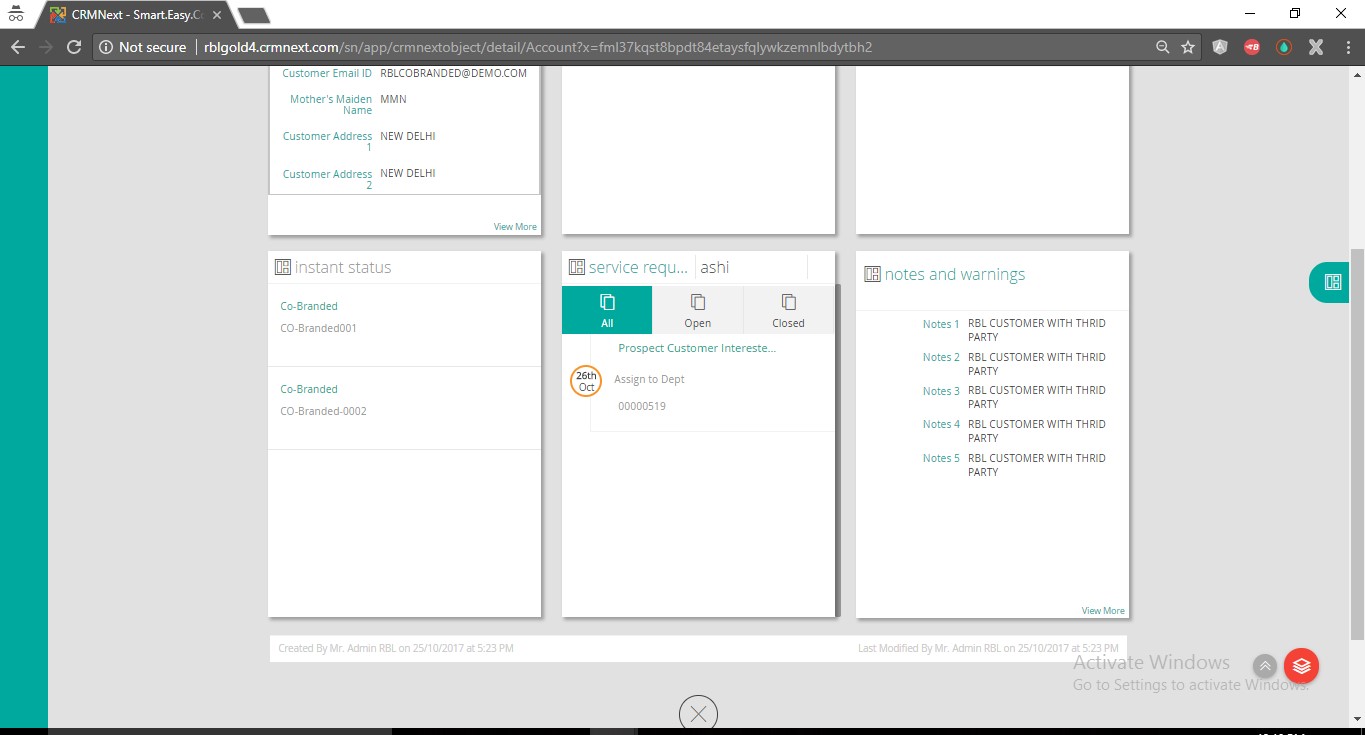 CRMNext - Smart.Easy.Co
Not secure
rblgold4.crmnext.com/sn/app/crmnextobject/detail/Account?x=fml37kqst8bpdt84etaysfqlywkzemnlbdytbh2
Customer Email ID RBLCOBRANDED@DEMO.COM
Mother's Maiden MMN
Name
Customer Address NEW DELHI
1
Customer Address NEW DELHI
2
View More
instant status
Co-Branded
CO-Branded001
Co-Branded
CO-Branded-0002
service requ... ashi
All Open Closed
Prospect Customer Intereste...
26th
Oct
Assign to Dept
00000519
notes and warnings
Notes 1 RBL CUSTOMER WITH THRID
PARTY
Notes 2 RBL CUSTOMER WITH THRID
PARTY
Notes 3 RBL CUSTOMER WITH THRID
PARTY
Notes 4 RBL CUSTOMER WITH THRID
PARTY
Notes 5 RBL CUSTOMER WITH THRID
PARTY
View More
Created By Mr. Admin RBL on 25/10/2017 at 5:23 PM
Last Modified By Mr. Admin RBL on 25/10/2017 at 5:23 PM
Activate Windows
Go to Settings to activate Windows.